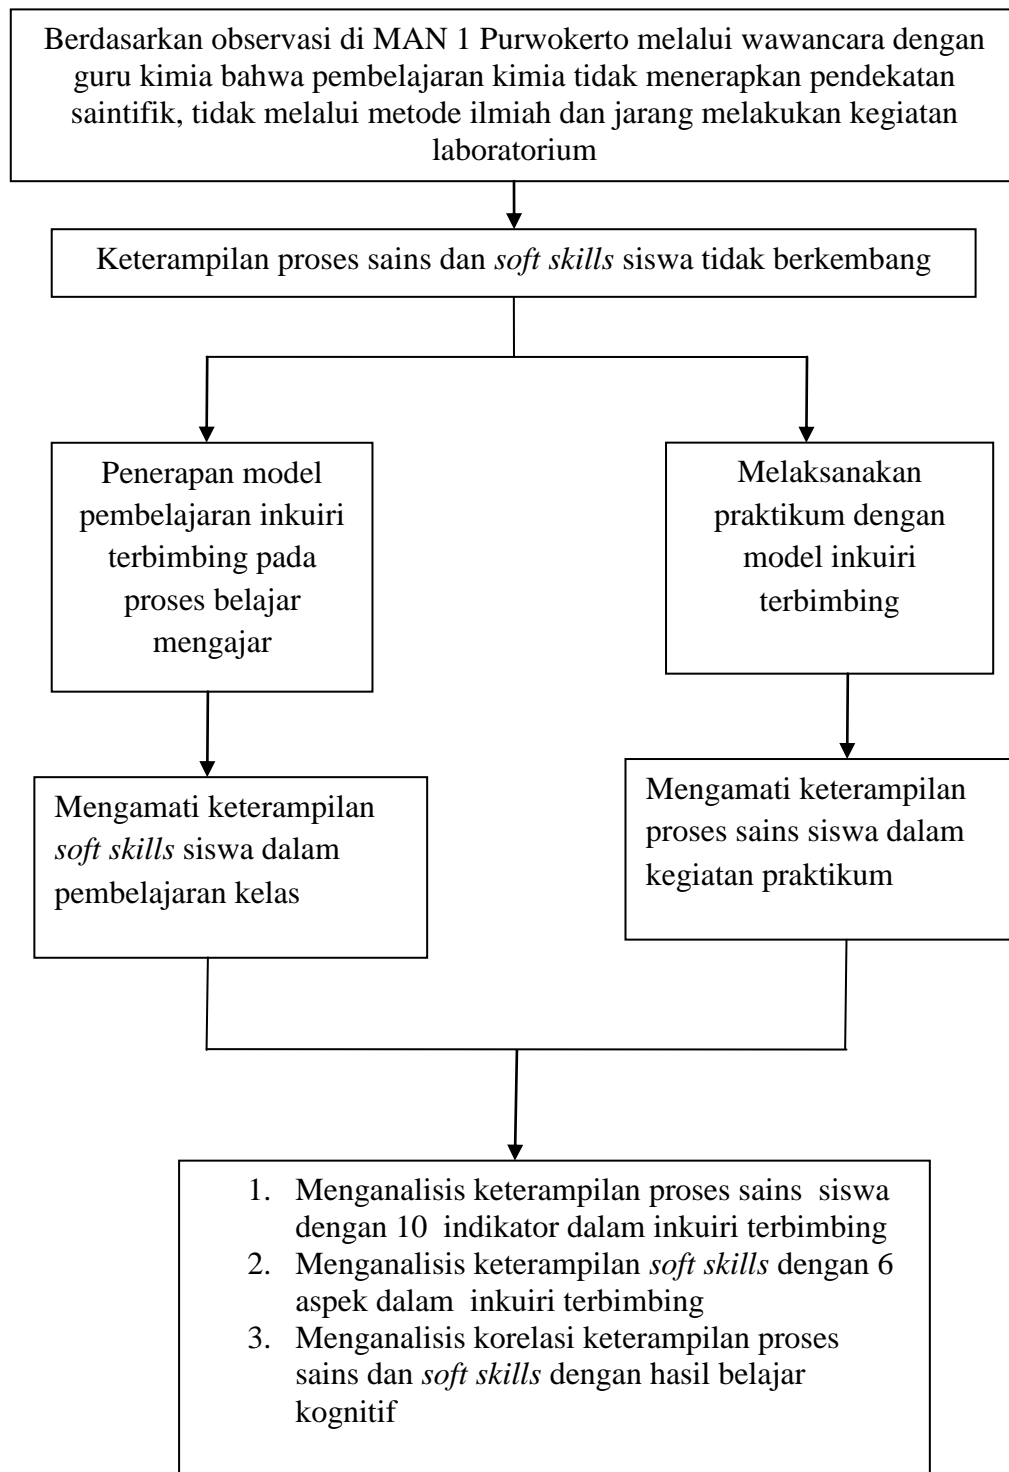 Berdasarkan observasi di MAN 1 Purwokerto melalui wawancara dengan
guru kimia bahwa pembelajaran kimia tidak menerapkan pendekatan
saintifik, tidak melalui metode ilmiah dan jarang melakukan kegiatan
laboratorium
Keterampilan proses sains dan soft skills siswa tidak berkembang
Penerapan model
pembelajaran inkuiri
terbimbing pada
proses belajar
mengajar
Melaksanakan
praktikum dengan
model inkuiri
terbimbing
Mengamati keterampilan
soft skills siswa dalam
pembelajaran kelas
Mengamati keterampilan
proses sains siswa dalam
kegiatan praktikum
1. Menganalisis keterampilan proses sains siswa
dengan 10 indikator dalam inkuiri terbimbing
2. Menganalisis keterampilan soft skills dengan 6
aspek dalam inkuiri terbimbing
3. Menganalisis korelasi keterampilan proses
sains dan soft skills dengan hasil belajar
kognitif